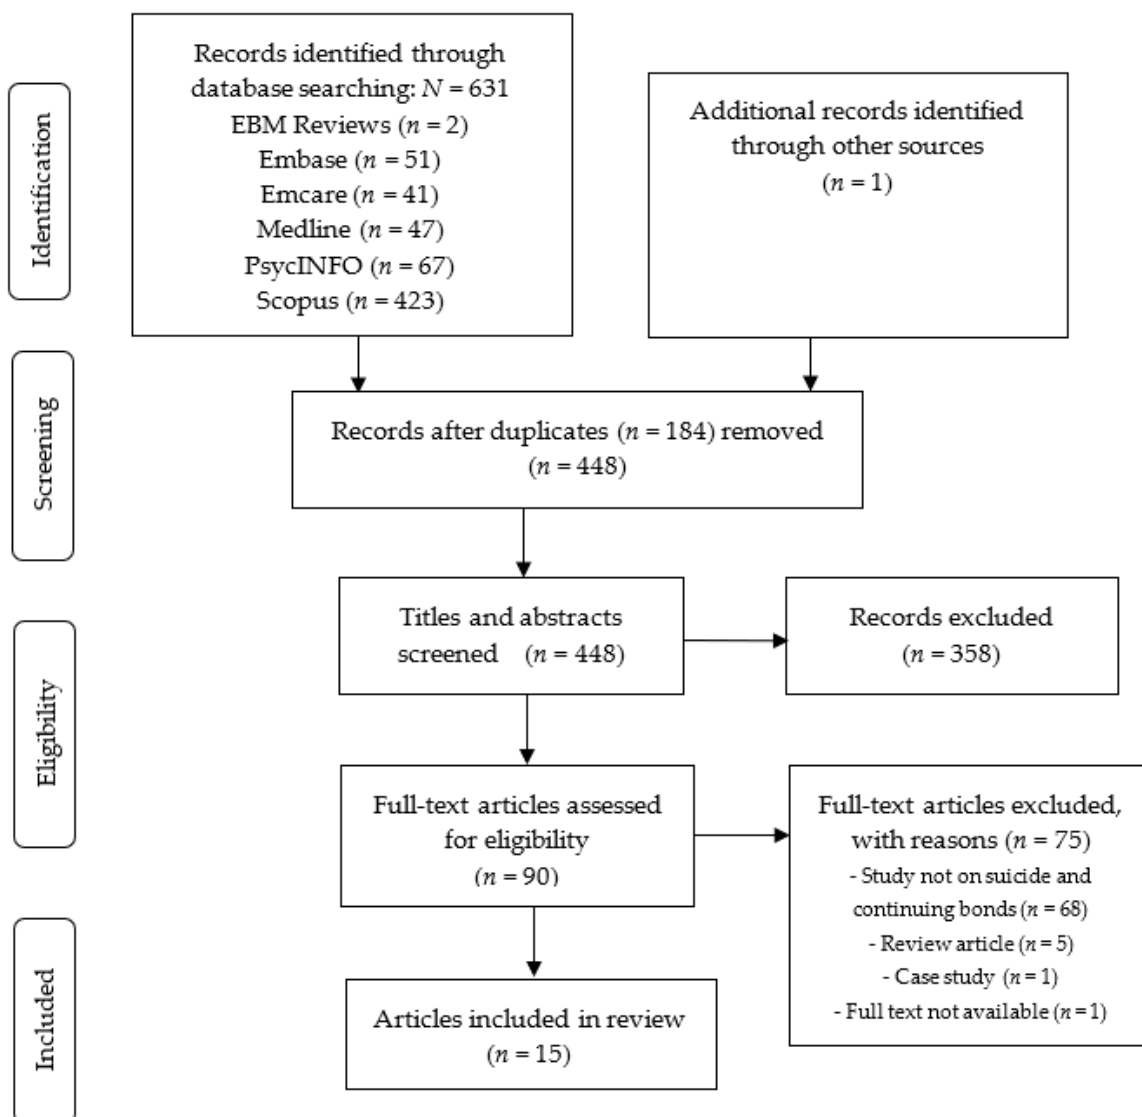 Identification
Records identified through
database searching: N = 631
EBM Reviews (n = 2)
Embase (n = 51)
Emcare (n = 41)
Medline (n = 47)
PsycINFO (n = 67)
Scopus (n = 423)
Additional records identified
through other sources
(n = 1)
Screening
Records after duplicates (n = 184) removed
(n = 448)
Titles and abstracts
screened (n = 448)
Records excluded
(n = 358)
Eligibility
Full-text articles assessed
for eligibility
(n = 90)
Full-text articles excluded,
with reasons (n = 75)
- Study not on suicide and
continuing bonds (n = 68)
- Review article (n = 5)
- Case study (n = 1)
- Full text not available (n = 1)
Included
Articles included in review
(n = 15)